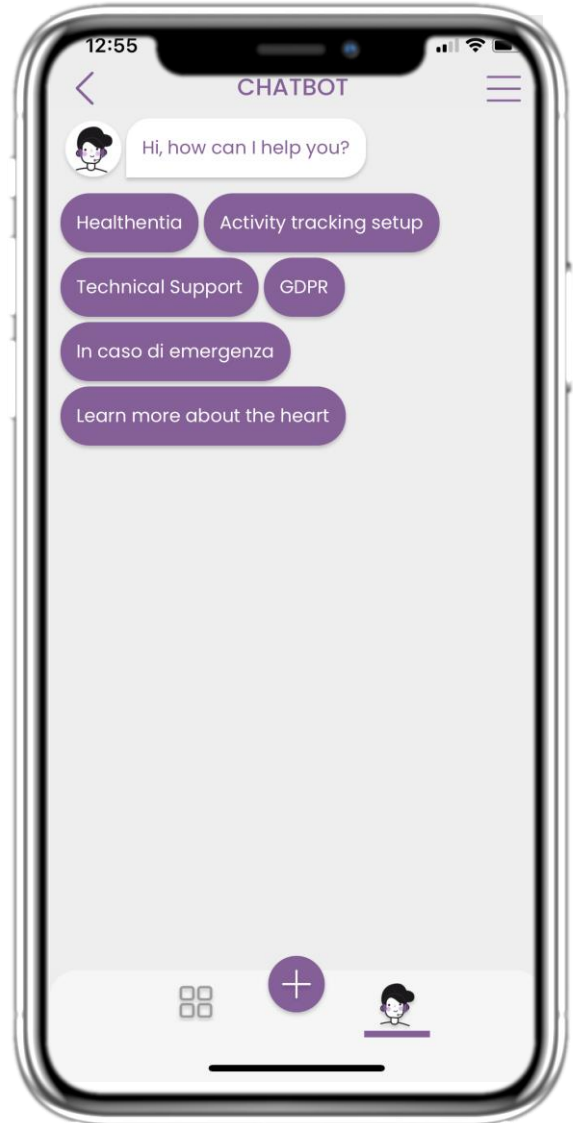 12:55
CHATBOT
Hi, how can I help you?
Healthentia Activity tracking setup
Technical Support GDPR
In caso di emergenza
Learn more about the heart